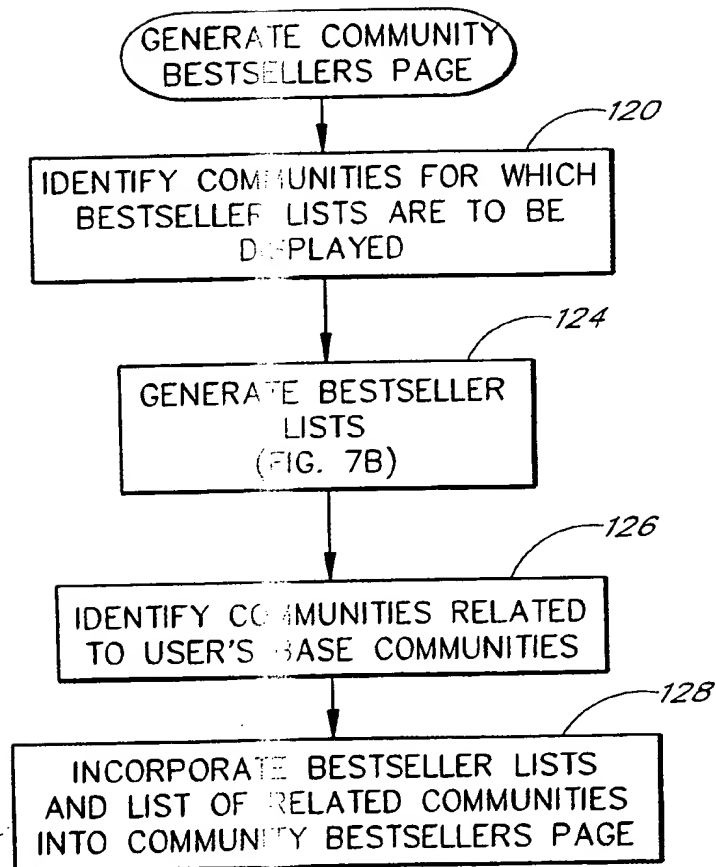 GENERATE COMMUNITY
BESTSELLERS PAGE
120
IDENTIFY COMMUNITIES FOR WHICH
BESTSELLER LISTS ARE TO BE
DISPLAYED
124
GENERATE BESTSELLER
LISTS
(FIG. 7B)
126
IDENTIFY COMMUNITIES RELATED
TO USER'S BASE COMMUNITIES
128
INCORPORATE BESTSELLER LISTS
AND LIST OF RELATED COMMUNITIES
INTO COMMUNITY BESTSELLERS PAGE